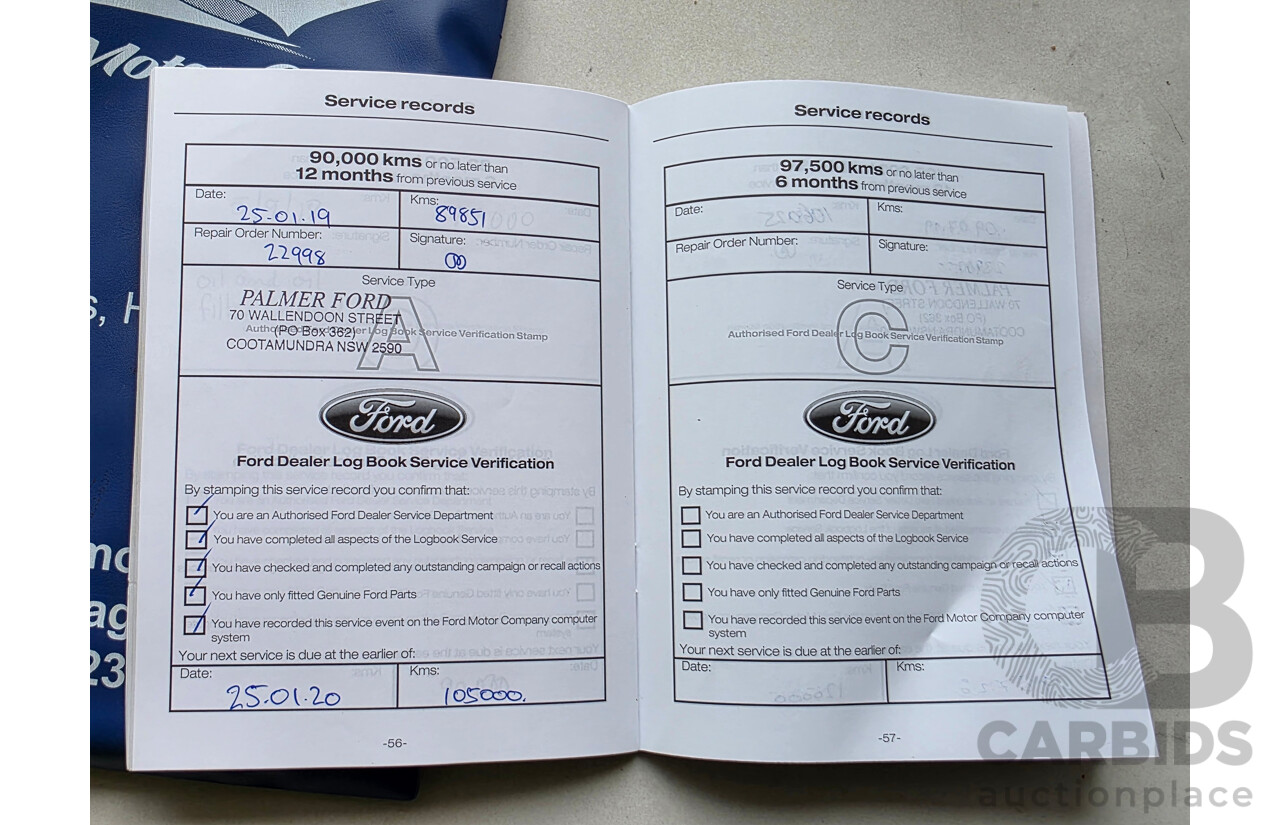 Service records
90,000 kms or no later than
12 months from previous service
Date:
25.01.19
Kms:
89851
Repair Order Number:
22998
Signature:
Service Type
PALMER FORD
70 WALLENDOON STREET
(PO Box 362)
COOTAMUNDRA NSW 2590
A
Authorised Ford Dealer Log Book Service Verification Stamp
Ford
Ford Dealer Log Book Service Verification
By stamping this service record you confirm that:
You are an Authorised Ford Dealer Service Department
You have completed all aspects of the Logbook Service
You have checked and completed any outstanding campaign or recall actions
You have only fitted Genuine Ford Parts
You have recorded this service event on the Ford Motor Company computer
system
Your next service is due at the earlier of:
Date:
25.01.20
Kms:
105000.
-56-
Service records
97,500 kms or no later than
6 months from previous service
Date:
Kms:
Repair Order Number:
Signature:
Service Type
C
Authorised Ford Dealer Log Book Service Verification Stamp
Ford
Ford Dealer Log Book Service Verification
By stamping this service record you confirm that:
You are an Authorised Ford Dealer Service Department
You have completed all aspects of the Logbook Service
You have checked and completed any outstanding campaign or recall actions
You have only fitted Genuine Ford Parts
You have recorded this service event on the Ford Motor Company computer
system
Your next service is due at the earlier of:
Date:
Kms:
-57-
s, H
23
CB
CARBIDS
auctionplace